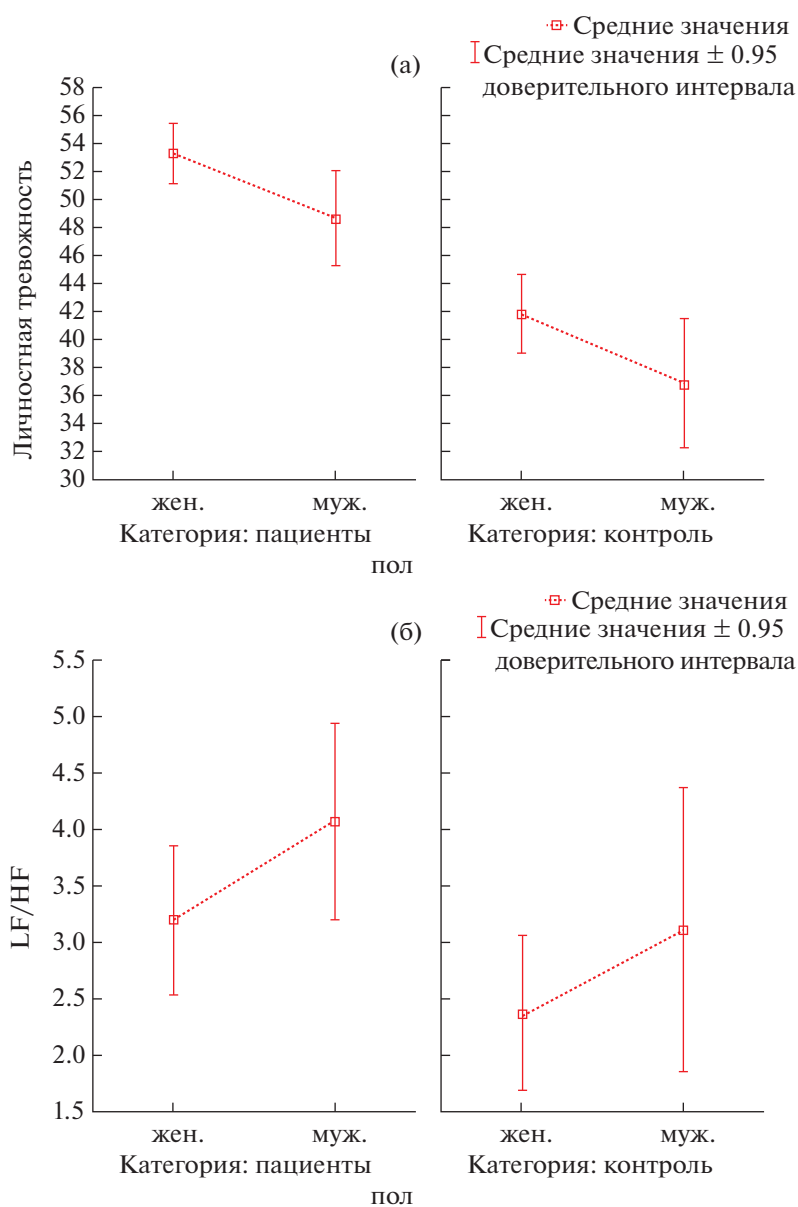 Средние значения
(а)
Средние значения ± 0.95
доверительного интервала
Личностная тревожность
58
56
54
52
50
48
46
44
42
40
38
36
34
32
30
жен.
муж.
жен.
муж.
Категория: пациенты
Категория: контроль
пол
Средние значения
(б)
Средние значения ± 0.95
доверительного интервала
LF/HF
5.5
5.0
4.5
4.0
3.5
3.0
2.5
2.0
1.5
жен.
муж.
жен.
муж.
Категория: пациенты
Категория: контроль
пол